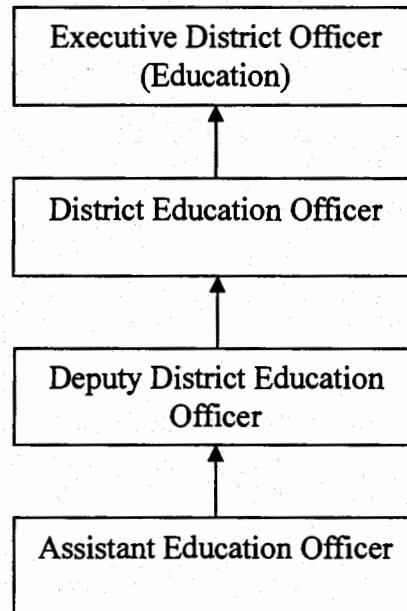 Executive District Officer
(Education)
District Education Officer
Deputy District Education
Officer
Assistant Education Officer